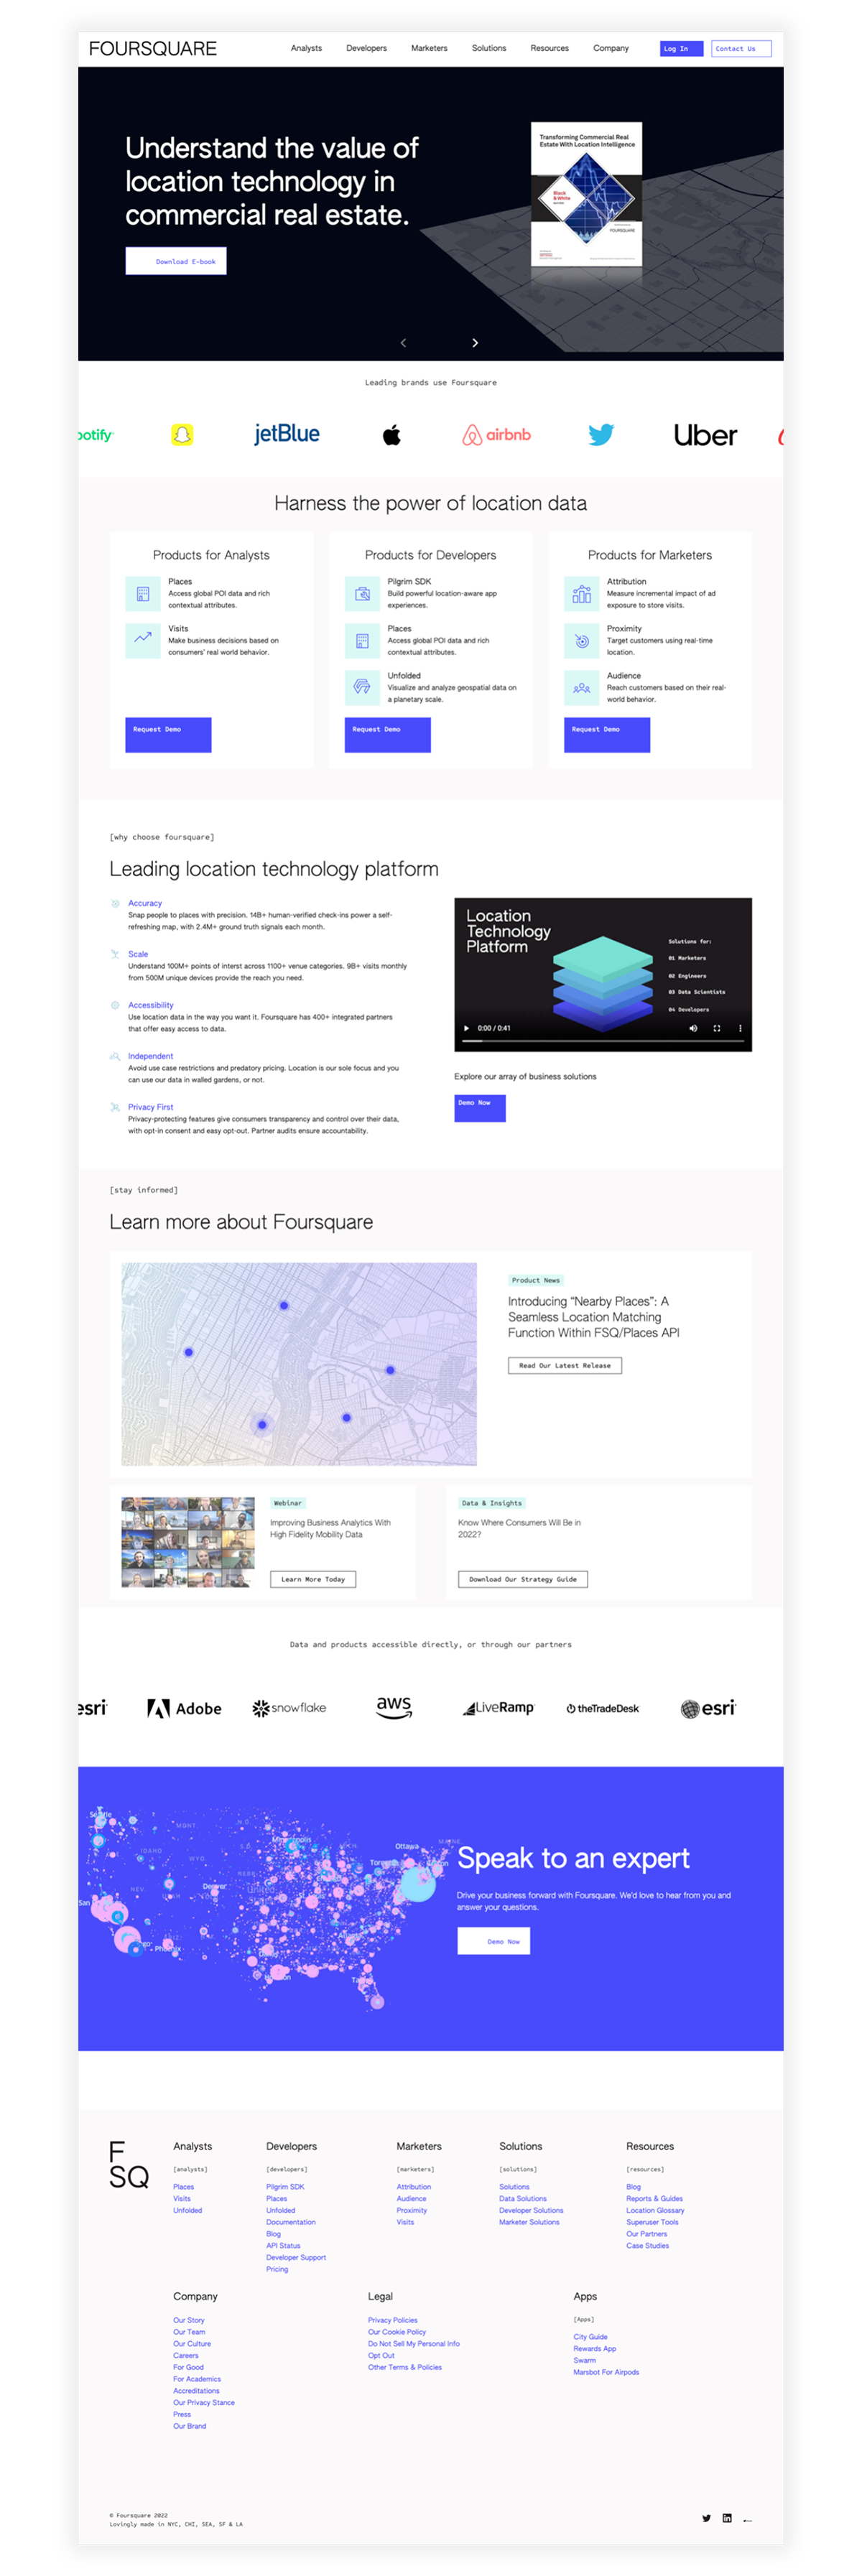 FOURSQUARE
Analysts
Developers
Marketers
Solutions
Resources
Company
Log In
Contact Us
Understand the value of
location technology in
commercial real estate.
Download E-book
Transforming Commercial Real
Estate With Location Intelligence
Black
&White
FOURSQUARE
Leading brands use Foursquare
potify
jetBlue
airbnb
Uber
Harness the power of location data
Products for Analysts
Places
Access global POI data and rich
contextual attributes.
Visits
Make business decisions based on
consumers' real world behavior.
Request Demo
Products for Developers
Pilgrim SDK
Build powerful location-aware app
experiences.
Places
Access global POI data and rich
contextual attributes.
Unfolded
Visualize and analyze geospatial data on
a planetary scale.
Request Demo
Products for Marketers
Attribution
Measure incremental impact of ad
exposure to store visits.
Proximity
Target customers using real-time
location.
Audience
Reach customers based on their real-
world behavior.
Request Demo
[why choose foursquare]
Leading location technology platform
Accuracy
Snap people to places with precision. 14B+ human-verified check-ins power a self-
refreshing map, with 2.4M+ ground truth signals each month.
Scale
Understand 100M+ points of interst across 1100+ venue categories. 9B+ visits monthly
from 500M unique devices provide the reach you need.
Accessibility
Use location data in the way you want it. Foursquare has 400+ integrated partners
that offer easy access to data.
Independent
Avoid use case restrictions and predatory pricing. Location is our sole focus and you
can use our data in walled gardens, or not.
Privacy First
Privacy-protecting features give consumers transparency and control over their data,
with opt-in consent and easy opt-out. Partner audits ensure accountability.
Location
Technology
Platform
Solutions for:
01 Marketers
02 Engineers
03 Data Scientists
04 Developers
0:00 / 0:41
Explore our array of business solutions
Demo Now
[stay informed]
Learn more about Foursquare
Product News
Introducing “Nearby Places”: A
Seamless Location Matching
Function Within FSQ/Places API
Read Our Latest Release
Webinar
Improving Business Analytics With
High Fidelity Mobility Data
Learn More Today
Data & Insights
Know Where Consumers Will Be in
2022?
Download Our Strategy Guide
Data and products accessible directly, or through our partners
esri
Adobe
snowflake
aws
LiveRamp
theTradeDesk
esri
Seattle
MONT
N.D.
IDAHO
WYO.
S.D.
Minneapolis
MICH
Ottawa
MAINE
Toronto
NEV
Denver
NEBR
United
San
Phoenix
Speak to an expert
Drive your business forward with Foursquare. We'd love to hear from you and
answer your questions.
Demo Now
F
SQ
Analysts
[analysts]
Places
Visits
Unfolded
Developers
[developers]
Pilgrim SDK
Places
Unfolded
Documentation
Blog
API Status
Developer Support
Pricing
Marketers
[marketers]
Attribution
Audience
Proximity
Visits
Solutions
[solutions]
Solutions
Data Solutions
Developer Solutions
Marketer Solutions
Resources
[resources]
Blog
Reports & Guides
Location Glossary
Superuser Tools
Our Partners
Case Studies
Company
Our Story
Our Team
Our Culture
Careers
For Good
For Academics
Accreditations
Our Privacy Stance
Press
Our Brand
Legal
Privacy Policies
Our Cookie Policy
Do Not Sell My Personal Info
Opt Out
Other Terms & Policies
Apps
[Apps]
City Guide
Rewards App
Swarm
Marsbot For Airpods
© Foursquare 2022
Lovingly made in NYC, CHI, SEA, SF & LA